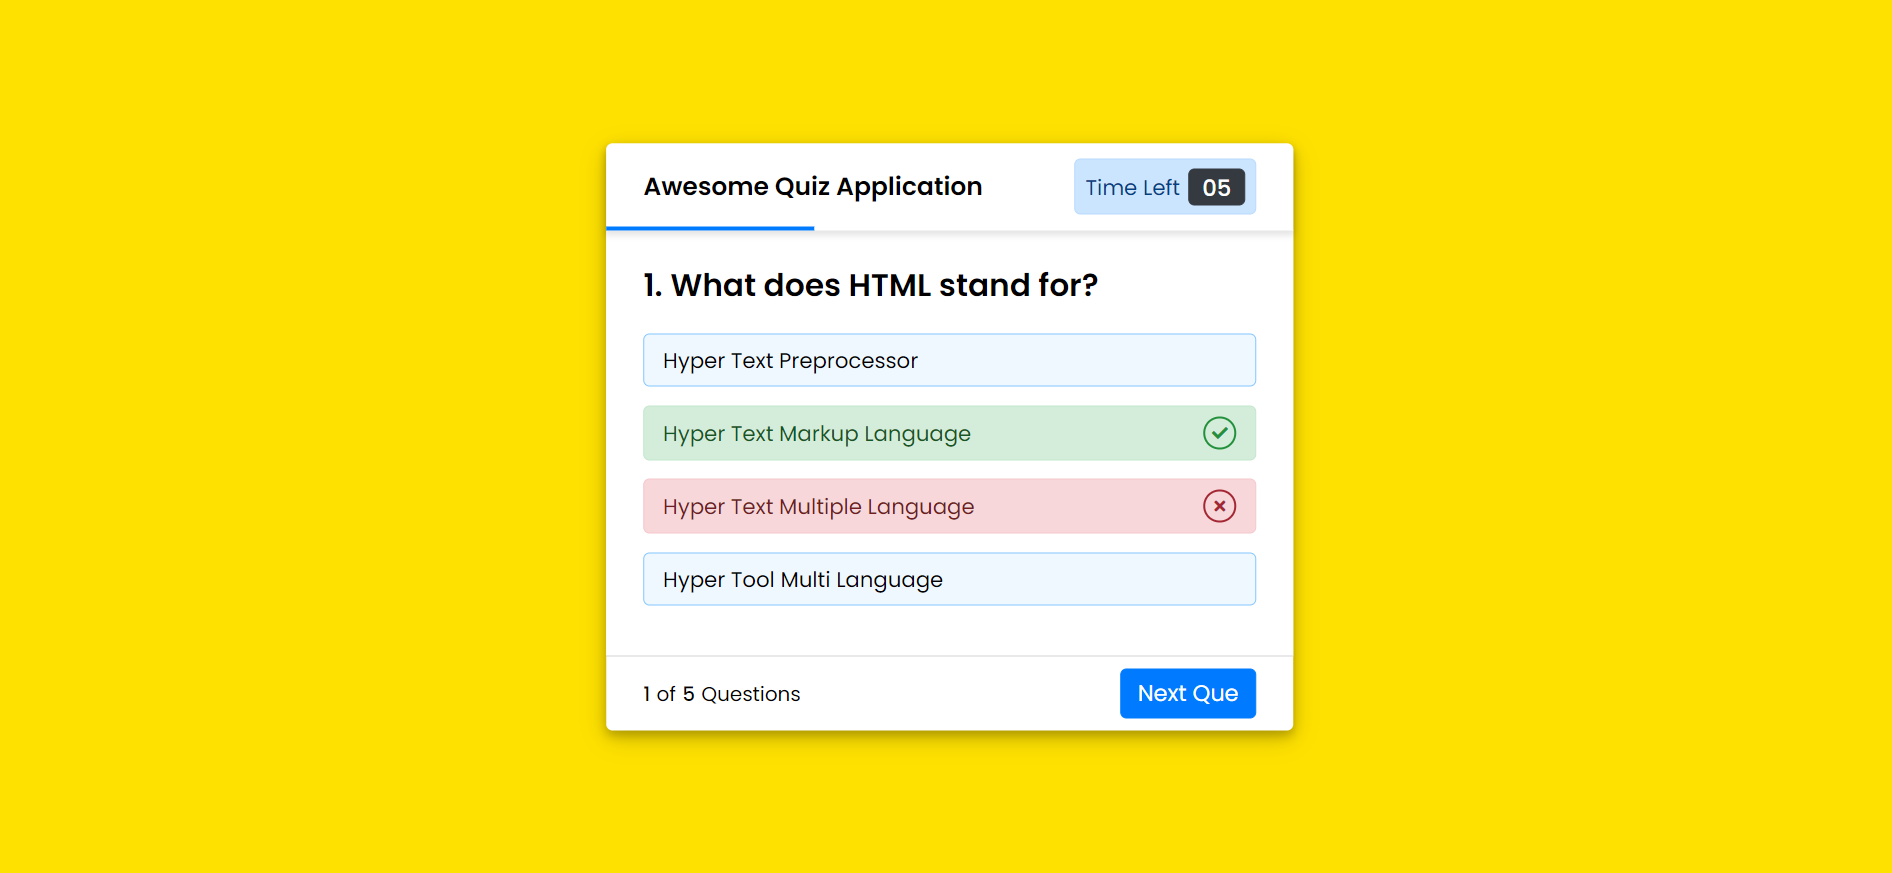 Awesome Quiz Application
Time Left 05
1. What does HTML stand for?
Hyper Text Preprocessor
Hyper Text Markup Language
Hyper Text Multiple Language
Hyper Tool Multi Language
1 of 5 Questions
Next Que